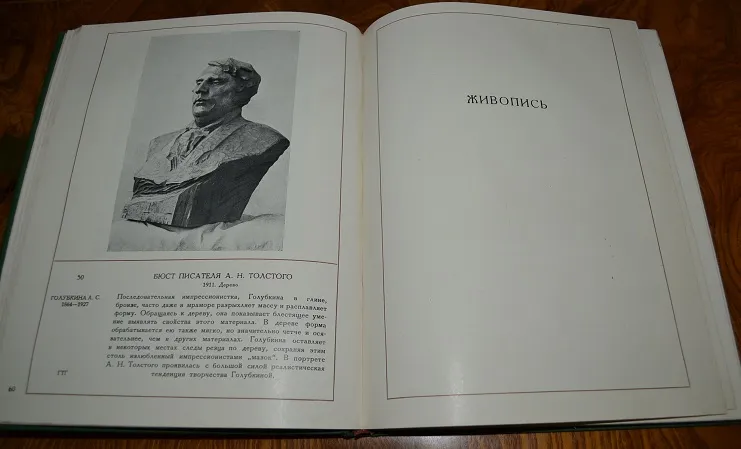 30
БЮСТ ПИСАТЕЛЯ А. Н. ТОЛСТОГО
1911. Дерево
ГОЛУБКИНА А. С.
1864—1927
Последовательная импрессионистка, Голубкина в глине,
бронзе, часто даже в мраморе разрыхляет массу и расплавляет
форму. Обращаясь к дереву, она показывает блестящее уме-
ние выявлять свойства этого материала. В дереве форма
обрабатывается ею также мягко, но значительно четче и ося-
зательнее, чем в других материалах. Голубкина оставляет
в некоторых местах следы резца по дереву, сохраняя этим
столь излюбленный импрессионистами „мазок". В портрете
А. Н. Толстого проявилась с большой силой реалистическая
тенденция творчества Голубкиной.
ГТГ
60
ЖИВОПИСЬ